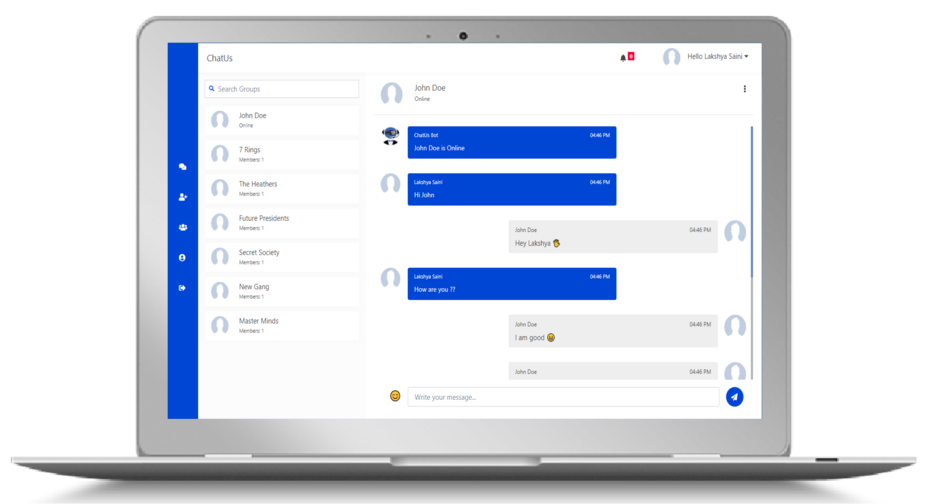 ChatUs
Hello Lakshya Saini
Search Groups
John Doe
Online
7 Rings
Members: 1
The Heathers
Members: 1
Future Presidents
Members: 1
Secret Society
Members: 1
New Gang
Members: 1
Master Minds
Members: 1
John Doe
Online
ChatUs Bot 04:46 PM
John Doe is Online
Lakshya Saini 04:46 PM
Hi John
John Doe 04:46 PM
Hey Lakshya 🖐
Lakshya Saini 04:46 PM
How are you ??
John Doe 04:46 PM
I am good 😀
John Doe 04:46 PM
Write your message...